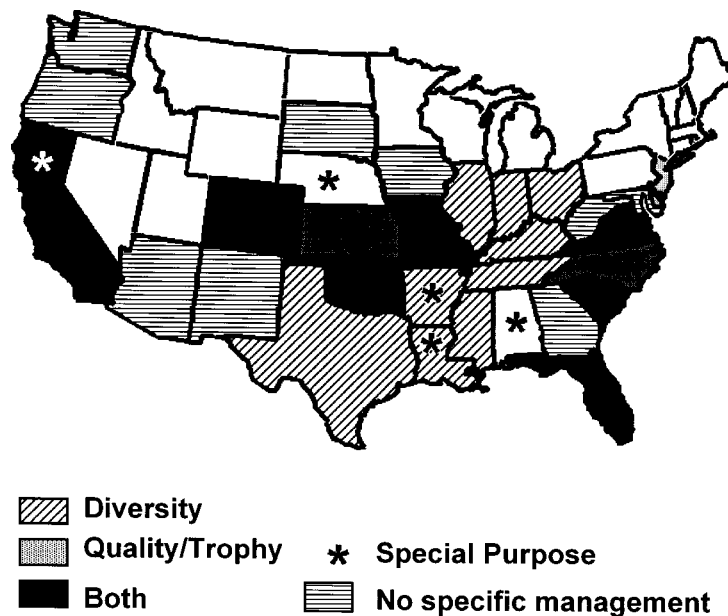 Diversity
Quality/Trophy * Special Purpose
Both No specific management